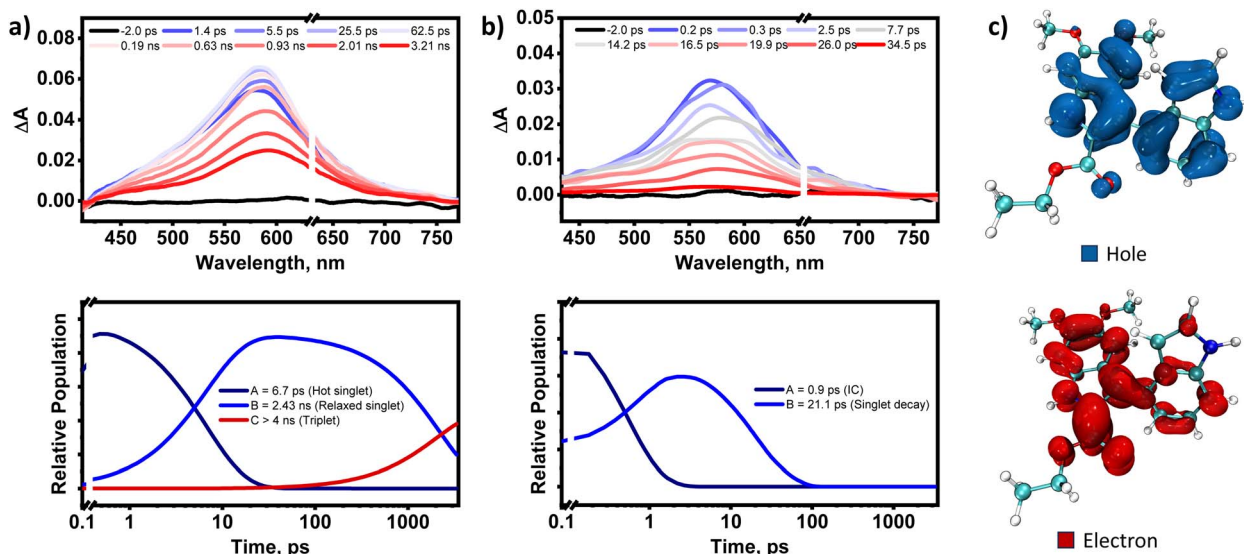 a)
-2.0 ps 1.4 ps 5.5 ps 25.5 ps 62.5 ps
0.19 ns 0.63 ns 0.93 ns 2.01 ns 3.21 ns
0.08
0.06
0.04
0.02
0.00
ΔA
450 500 550 600 650 700 750
Wavelength, nm
b)
-2.0 ps 0.2 ps 0.3 ps 2.5 ps 7.7 ps
14.2 ps 16.5 ps 19.9 ps 26.0 ps 34.5 ps
0.05
0.04
0.03
0.02
0.01
0.00
ΔA
450 500 550 600 650 700 750
Wavelength, nm
c)
Hole
Relative Population
A = 6.7 ps (Hot singlet)
B = 2.43 ns (Relaxed singlet)
C > 4 ns (Triplet)
0.1 1 10 100 1000
Time, ps
Relative Population
A = 0.9 ps (IC)
B = 21.1 ps (Singlet decay)
0.1 1 10 100 1000
Time, ps
Electron